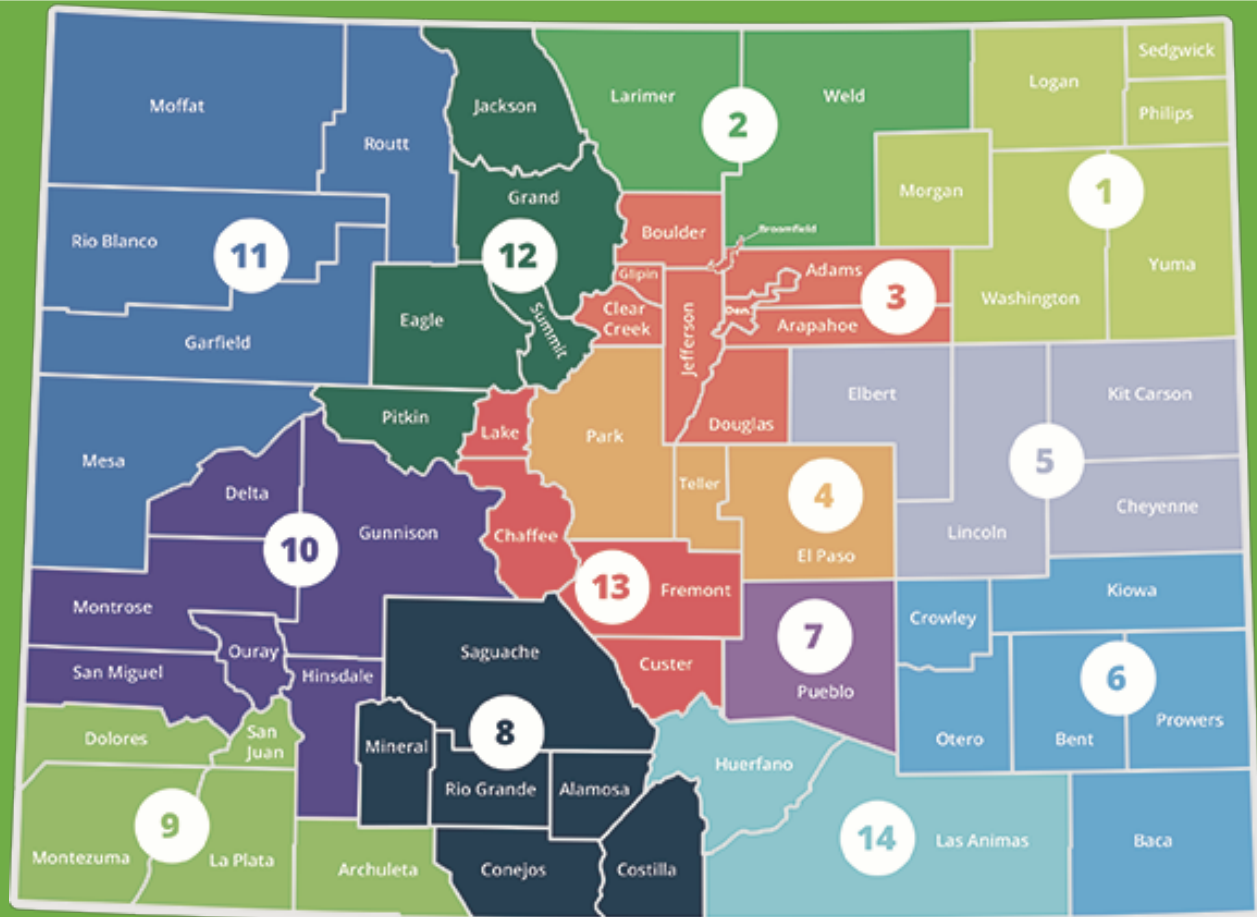 Moffat
Routt
Jackson
Larimer
Weld
2
Logan
Sedgwick
Philips
Morgan
1
Yuma
Washington
Rio Blanco
11
Garfield
Grand
12
Eagle
Summit
Boulder
Broomfield
Gilpin
Clear
Creek
Jefferson
Adams
3
Den.
Arapahoe
Douglas
Elbert
Kit Carson
5
Cheyenne
Lincoln
Mesa
Pitkin
Lake
Park
Teller
4
El Paso
Delta
Gunnison
10
Chaffee
13
Fremont
Custer
Montrose
Ouray
San Miguel
Hinsdale
7
Pueblo
Crowley
Kiowa
6
Otero
Bent
Prowers
Saguache
8
Mineral
Rio Grande
Alamosa
Dolores
San
Juan
9
Montezuma
La Plata
Archuleta
Conejos
Costilla
Huerfano
14
Las Animas
Baca